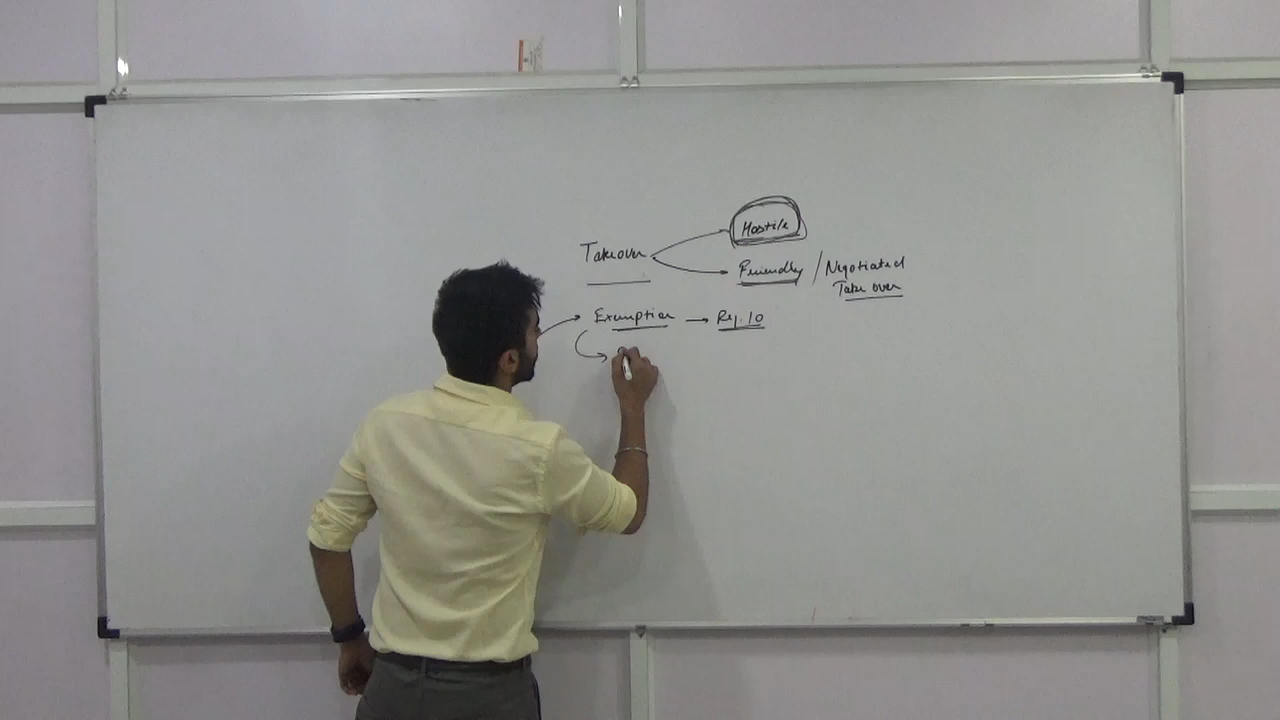 Hostile
Takeover
Friendly / Negotiated
Take over
Exemption → Reg. 10